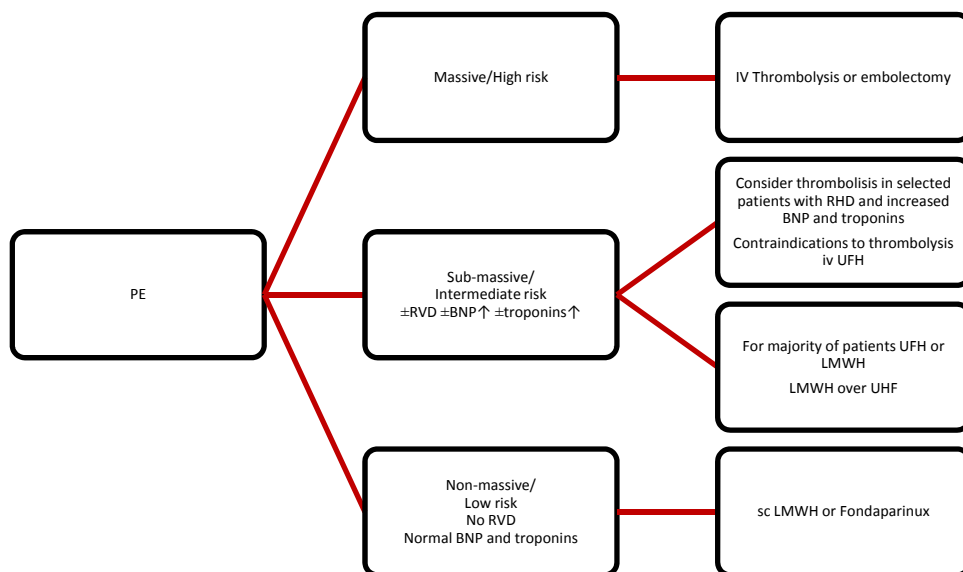 PE
Massive/High risk
IV Thrombolysis or embolectomy
Sub-massive/
Intermediate risk
±RVD ±BNP↑ ±troponins↑
Consider thrombolisis in selected
patients with RHD and increased
BNP and troponins
Contraindications to thrombolysis
iv UFH
For majority of patients UFH or
LMWH
LMWH over UHF
Non-massive/
Low risk
No RVD
Normal BNP and troponins
sc LMWH or Fondaparinux